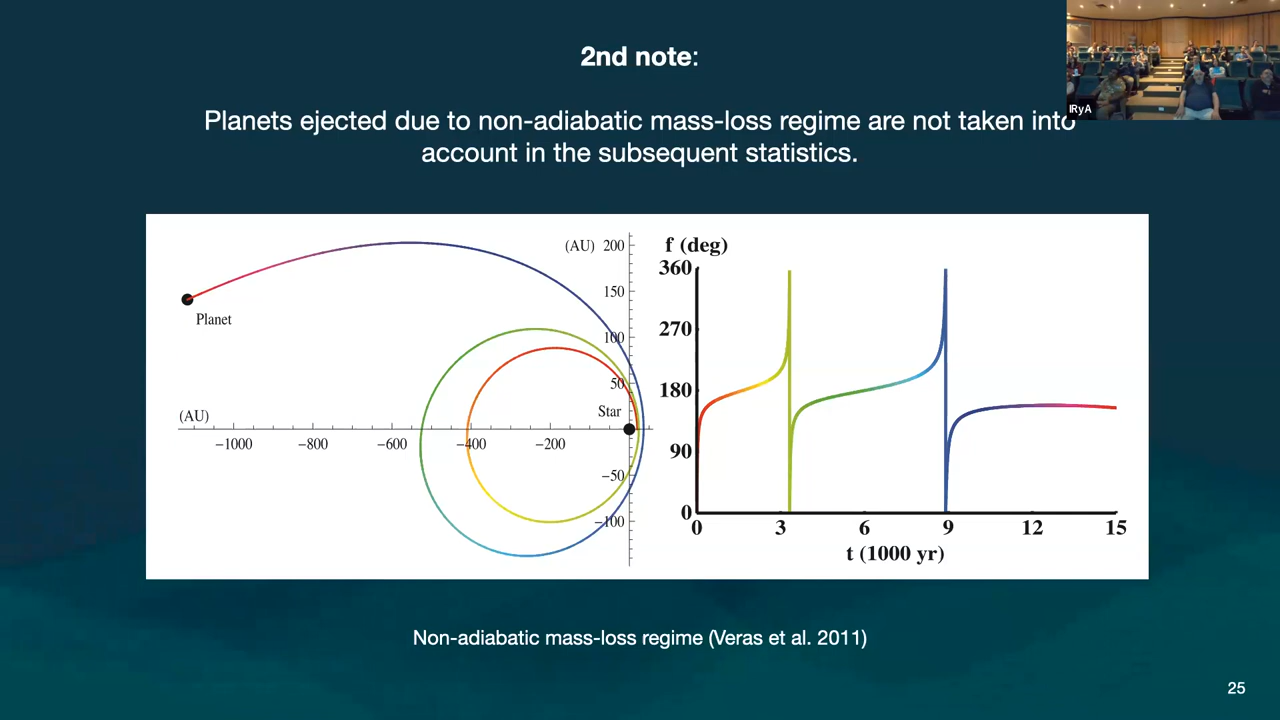 2nd note:
IRyA
Planets ejected due to non-adiabatic mass-loss regime are not taken into
account in the subsequent statistics.
(AU)
200
150
100
50
−50
−100
Planet
Star
(AU)
−1000
−800
−600
−400
−200
f (deg)
360
270
180
90
0
0
3
6
9
12
15
t (1000 yr)
Non-adiabatic mass-loss regime (Veras et al. 2011)
25